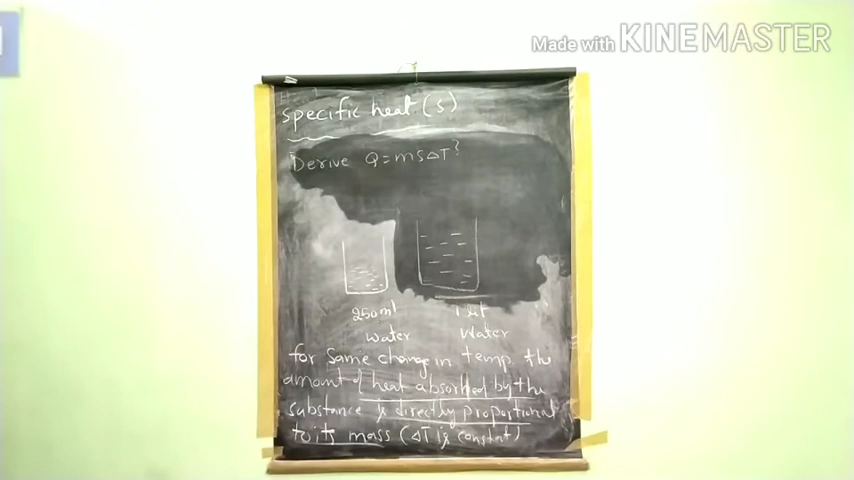 Made with KINEMASTER
specific heat (s)
Derive Q=msΔT?
250ml 1 lit
water water
for same change in temp. the
amount of heat absorbed by the
substance is directly proportional
to its mass (ΔT is constant)